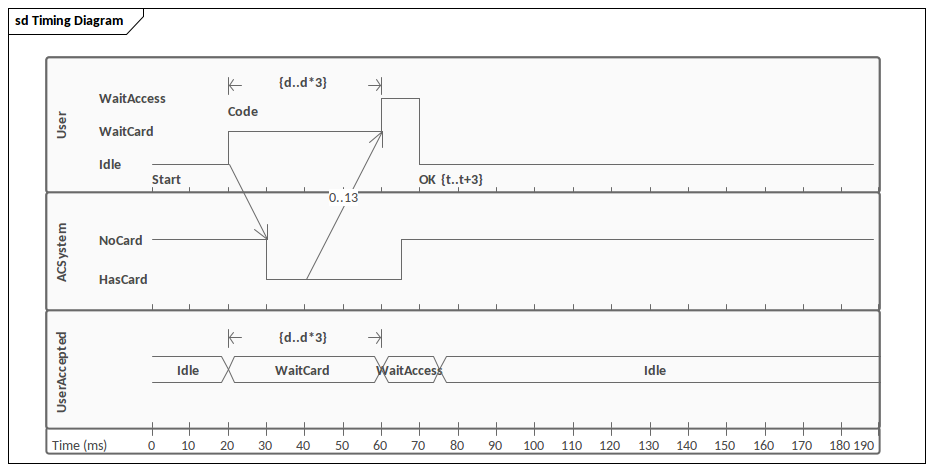 sd Timing Diagram
User
{d..d*3}
WaitAccess
Code
WaitCard
Idle
Start
OK {t..t+3}
0..13
ACSystem
NoCard
HasCard
UserAccepted
{d..d*3}
Idle
WaitCard
WaitAccess
Idle
Time (ms) 0 10 20 30 40 50 60 70 80 90 100 110 120 130 140 150 160 170 180 190